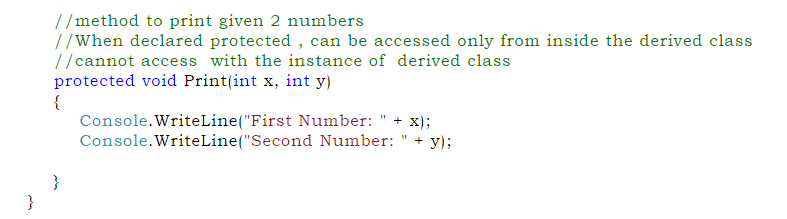 //method to print given 2 numbers
//When declared protected , can be accessed only from inside the derived class
//cannot access  with the instance of  derived class
protected void Print(int x, int y)
{
Console.WriteLine("First Number: " + x);
Console.WriteLine("Second Number: " + y);
}
}